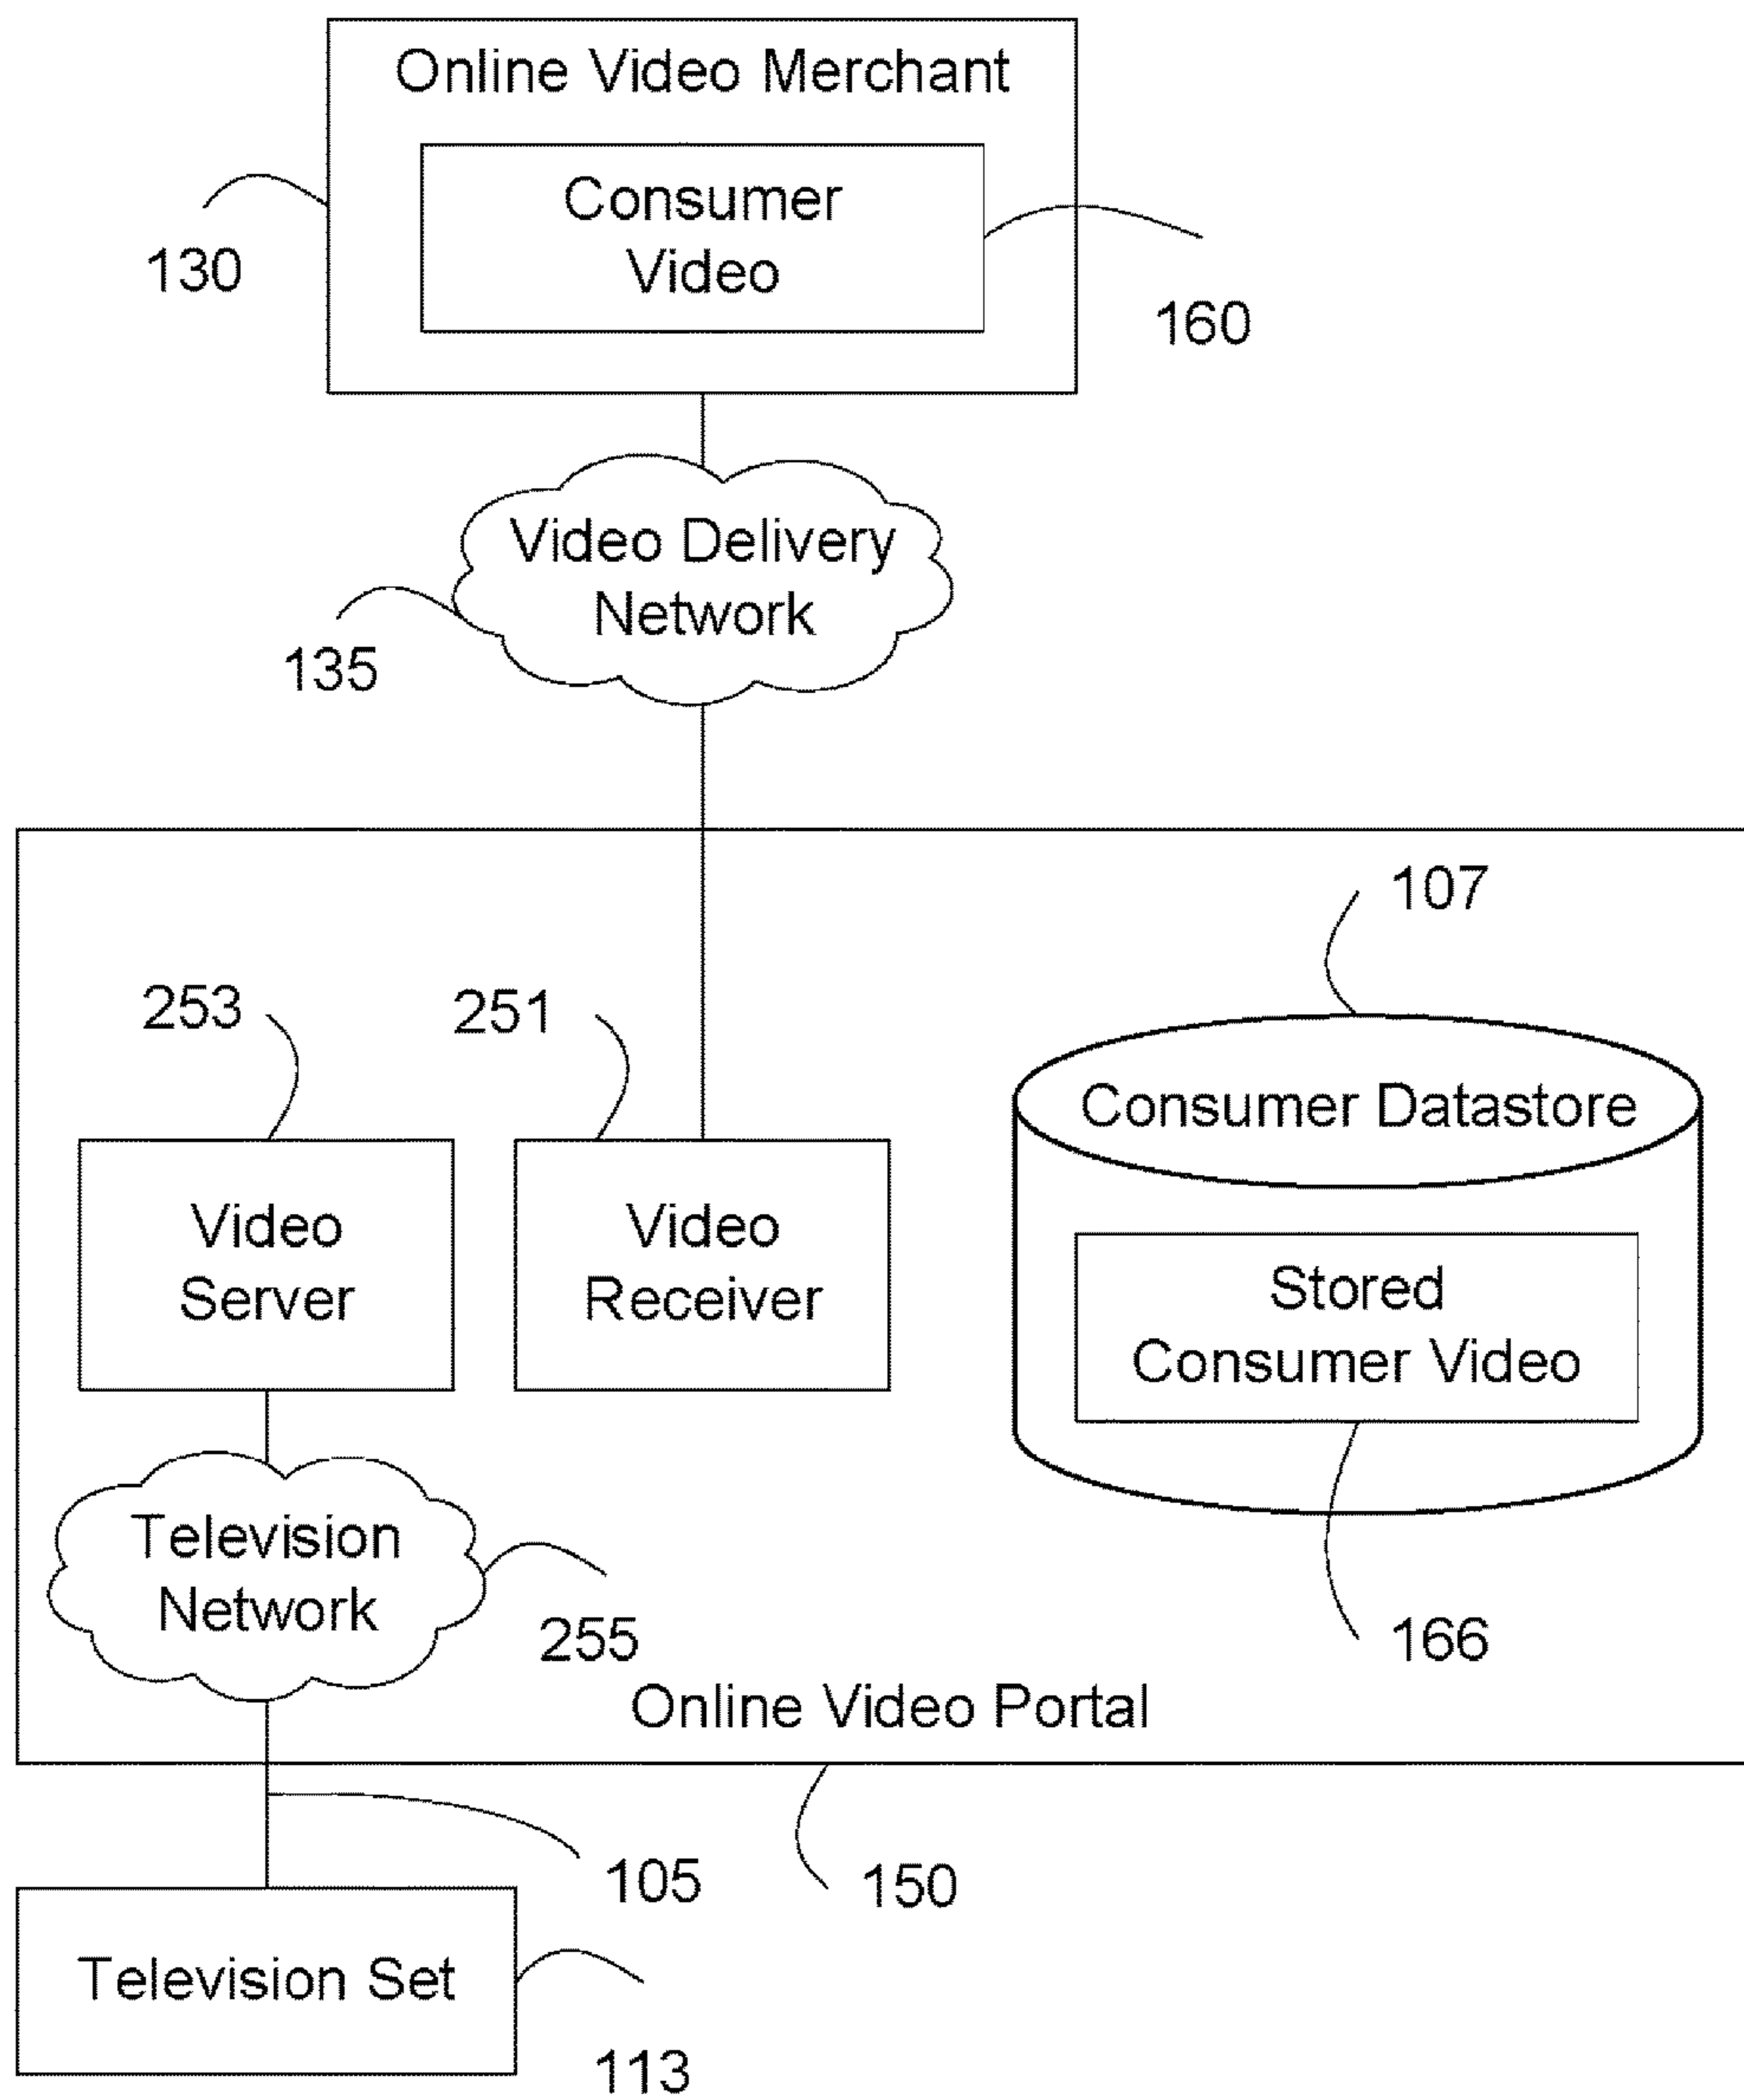 Online Video Merchant
Consumer
Video
130
160
Video Delivery
Network
135
107
253
251
Consumer Datastore
Video
Server
Video
Receiver
Stored
Consumer Video
Television
Network
255
166
Online Video Portal
105
150
Television Set
113